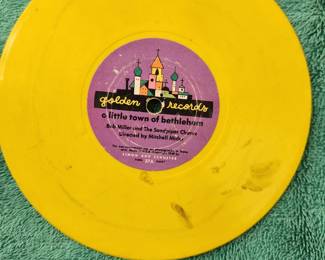 golden records
o little town of bethlehem
Bob Miller and The Sandpiper Chorus
Directed by Mitchell Miller
SIMON AND SCHUSTER